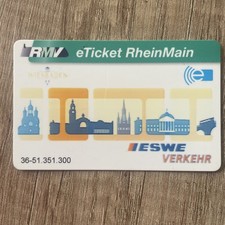 RMV eTicket RheinMain
36-51.351.300
ESWE
VERKEHR